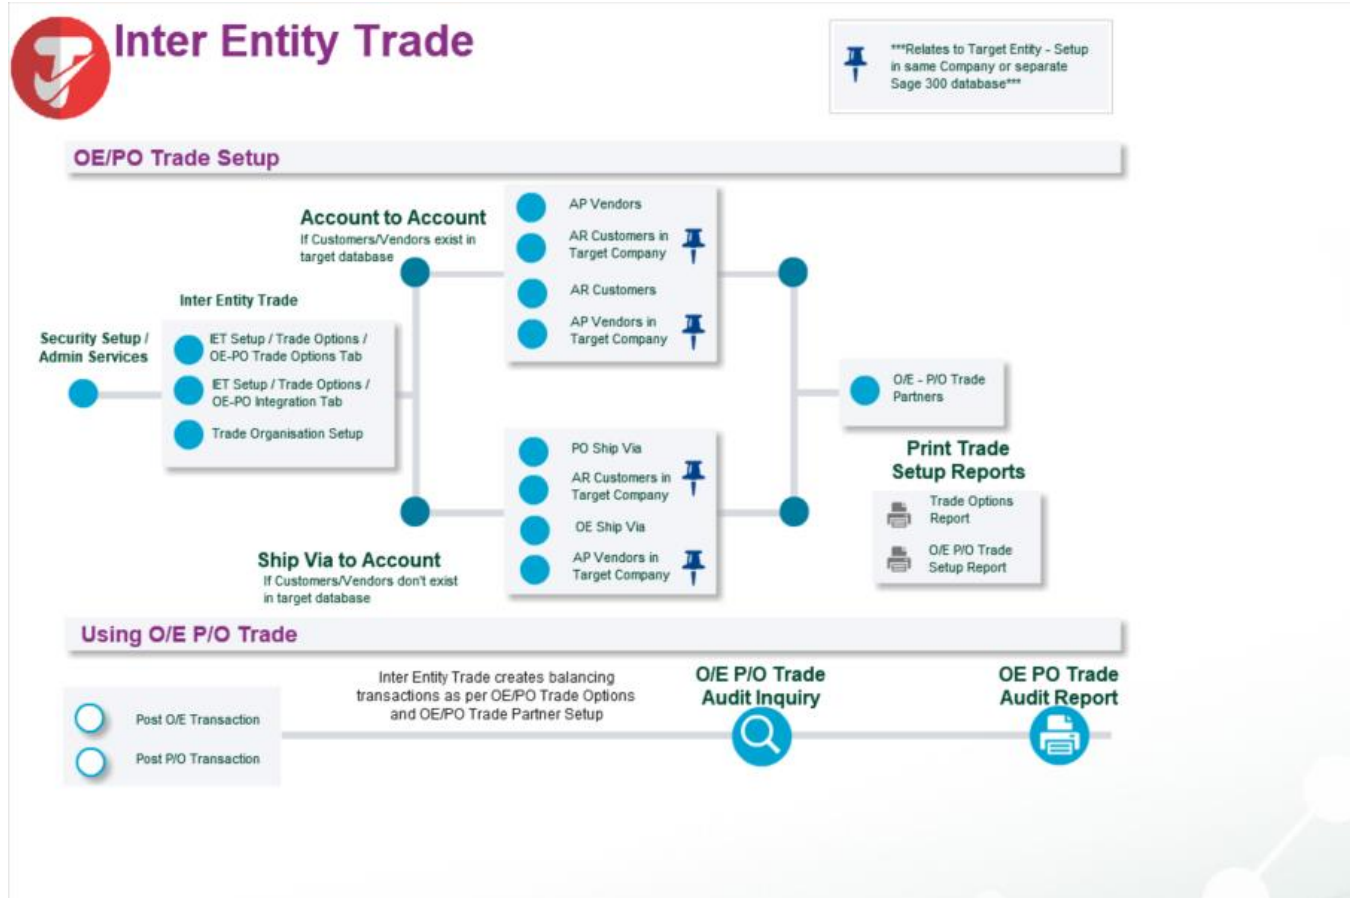 Inter Entity Trade
***Relates to Target Entity - Setup
in same Company or separate
Sage 300 database***
OE/PO Trade Setup
Account to Account
If Customers/Vendors exist in
target database
AP Vendors
AR Customers in
Target Company
AR Customers
AP Vendors in
Target Company
Inter Entity Trade
Security Setup /
Admin Services
IET Setup / Trade Options /
OE-PO Trade Options Tab
IET Setup / Trade Options /
OE-PO Integration Tab
Trade Organisation Setup
O/E - P/O Trade
Partners
PO Ship Via
AR Customers in
Target Company
OE Ship Via
AP Vendors in
Target Company
Ship Via to Account
If Customers/Vendors don't exist
in target database
Print Trade
Setup Reports
Trade Options
Report
O/E P/O Trade
Setup Report
Using O/E P/O Trade
Post O/E Transaction
Post P/O Transaction
Inter Entity Trade creates balancing
transactions as per OE/PO Trade Options
and OE/PO Trade Partner Setup
O/E P/O Trade
Audit Inquiry
OE PO Trade
Audit Report